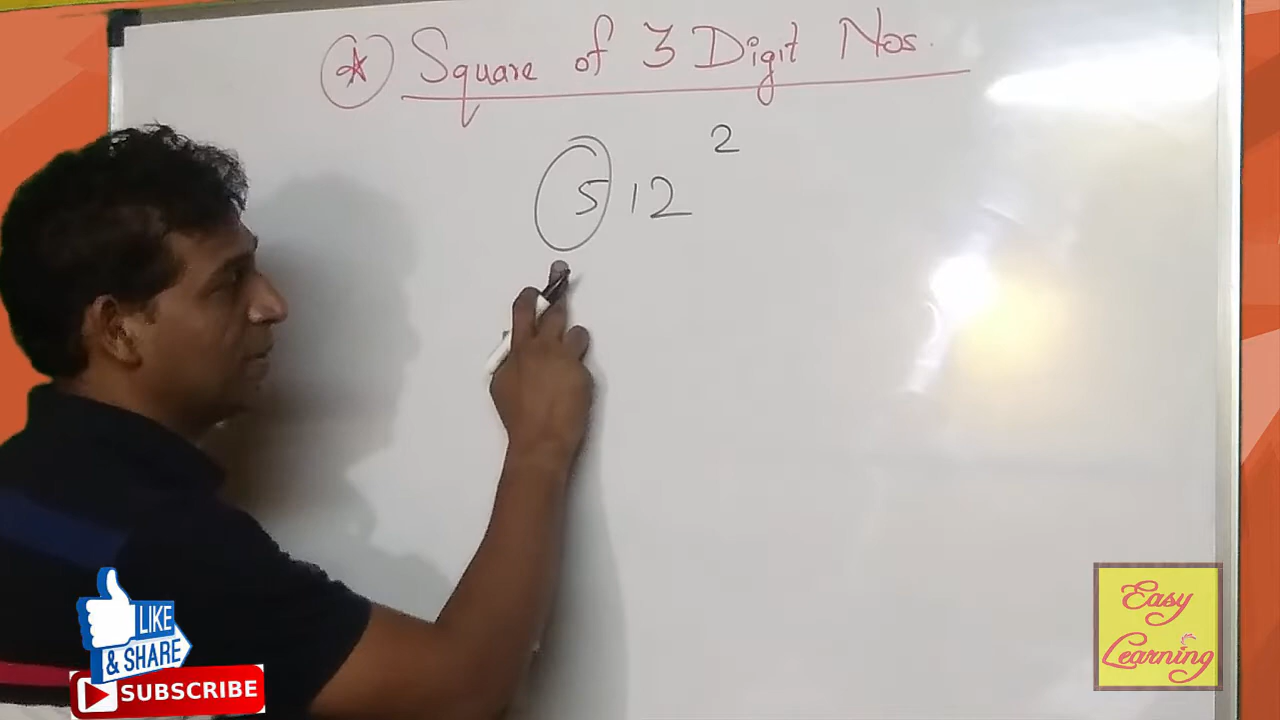 Square of 3 Digit Nos.
512²
LIKE
& SHARE
SUBSCRIBE
Easy
Learning